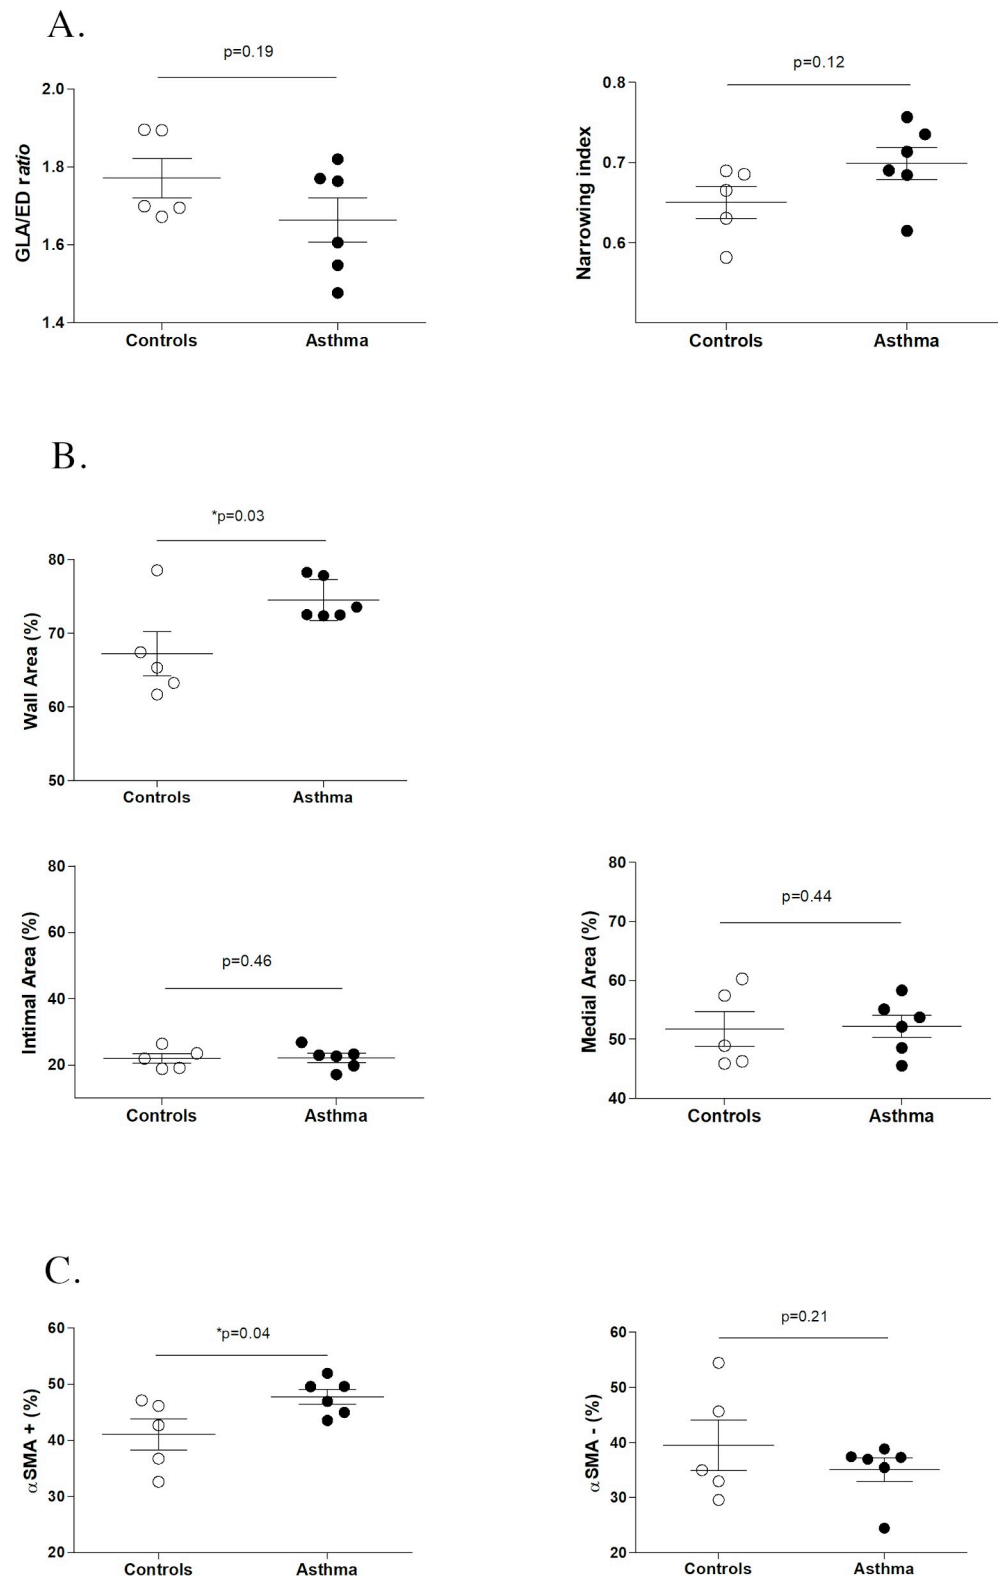 A.
p=0.19
2.0
1.8
1.6
1.4
GLA/ED ratio
Controls Asthma
p=0.12
0.8
0.7
0.6
Narrowing index
Controls Asthma
B.
*p=0.03
80
70
60
50
Wall Area (%)
Controls Asthma
80
60
40
20
Intimal Area (%)
p=0.46
Controls Asthma
80
70
60
50
40
Medial Area (%)
p=0.44
Controls Asthma
C.
*p=0.04
60
50
40
30
20
αSMA + (%)
Controls Asthma
p=0.21
60
50
40
30
20
αSMA - (%)
Controls Asthma